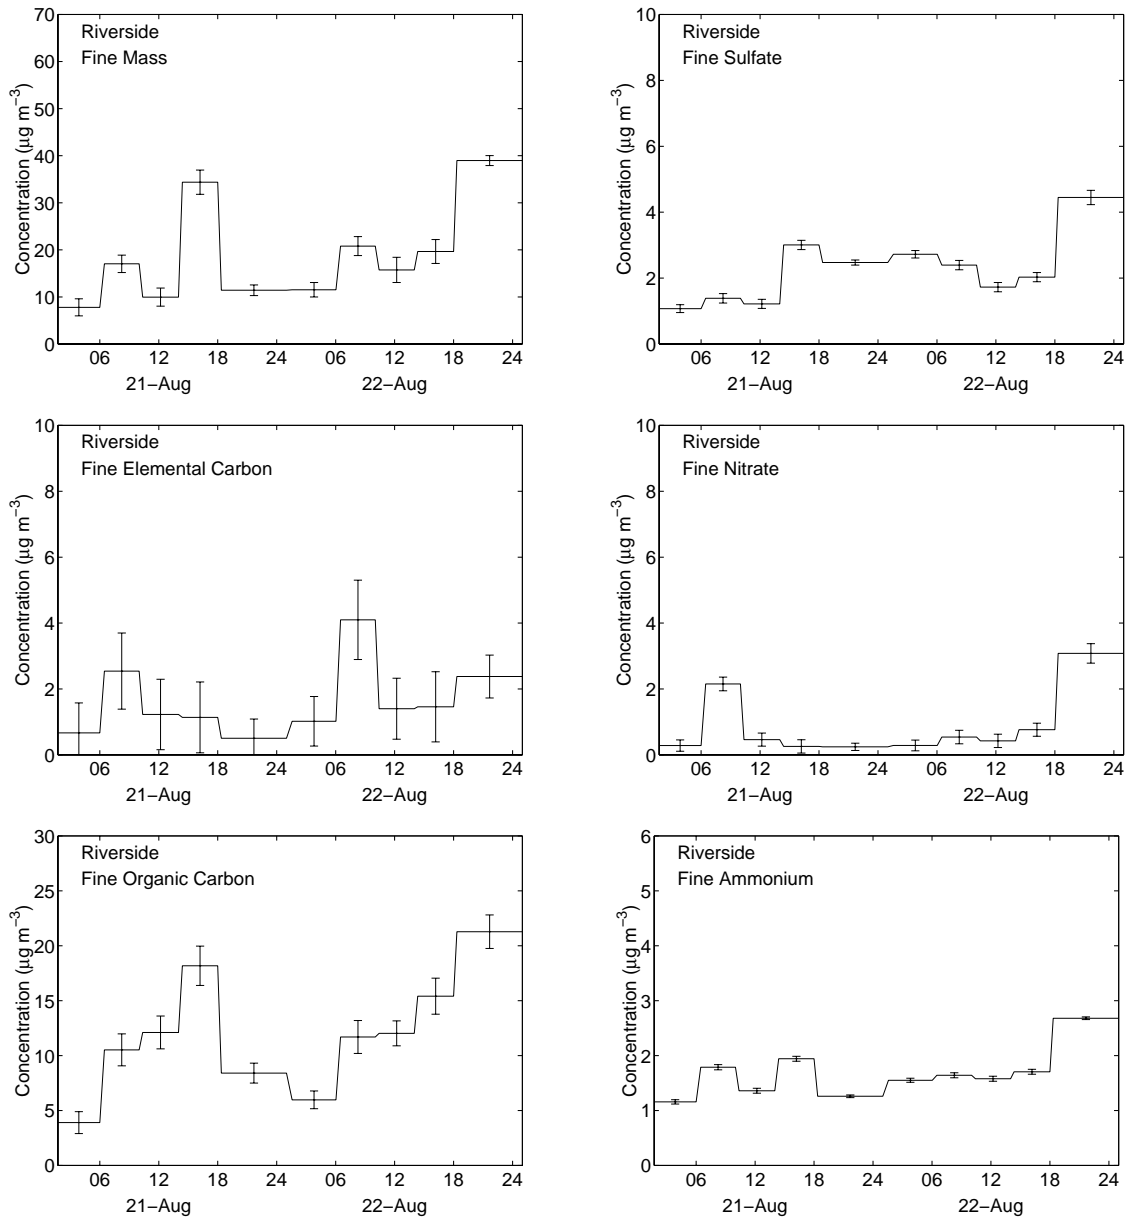 Riverside
Fine Mass
Concentration (μg m−3)
70
60
50
40
30
20
10
0
06 12 18 24 06 12 18 24
21−Aug 22−Aug
Riverside
Fine Sulfate
Concentration (μg m−3)
10
8
6
4
2
0
06 12 18 24 06 12 18 24
21−Aug 22−Aug
Riverside
Fine Elemental Carbon
Concentration (μg m−3)
10
8
6
4
2
0
06 12 18 24 06 12 18 24
21−Aug 22−Aug
Riverside
Fine Nitrate
Concentration (μg m−3)
10
8
6
4
2
0
06 12 18 24 06 12 18 24
21−Aug 22−Aug
Riverside
Fine Organic Carbon
Concentration (μg m−3)
30
25
20
15
10
5
0
06 12 18 24 06 12 18 24
21−Aug 22−Aug
Riverside
Fine Ammonium
Concentration (μg m−3)
6
5
4
3
2
1
0
06 12 18 24 06 12 18 24
21−Aug 22−Aug